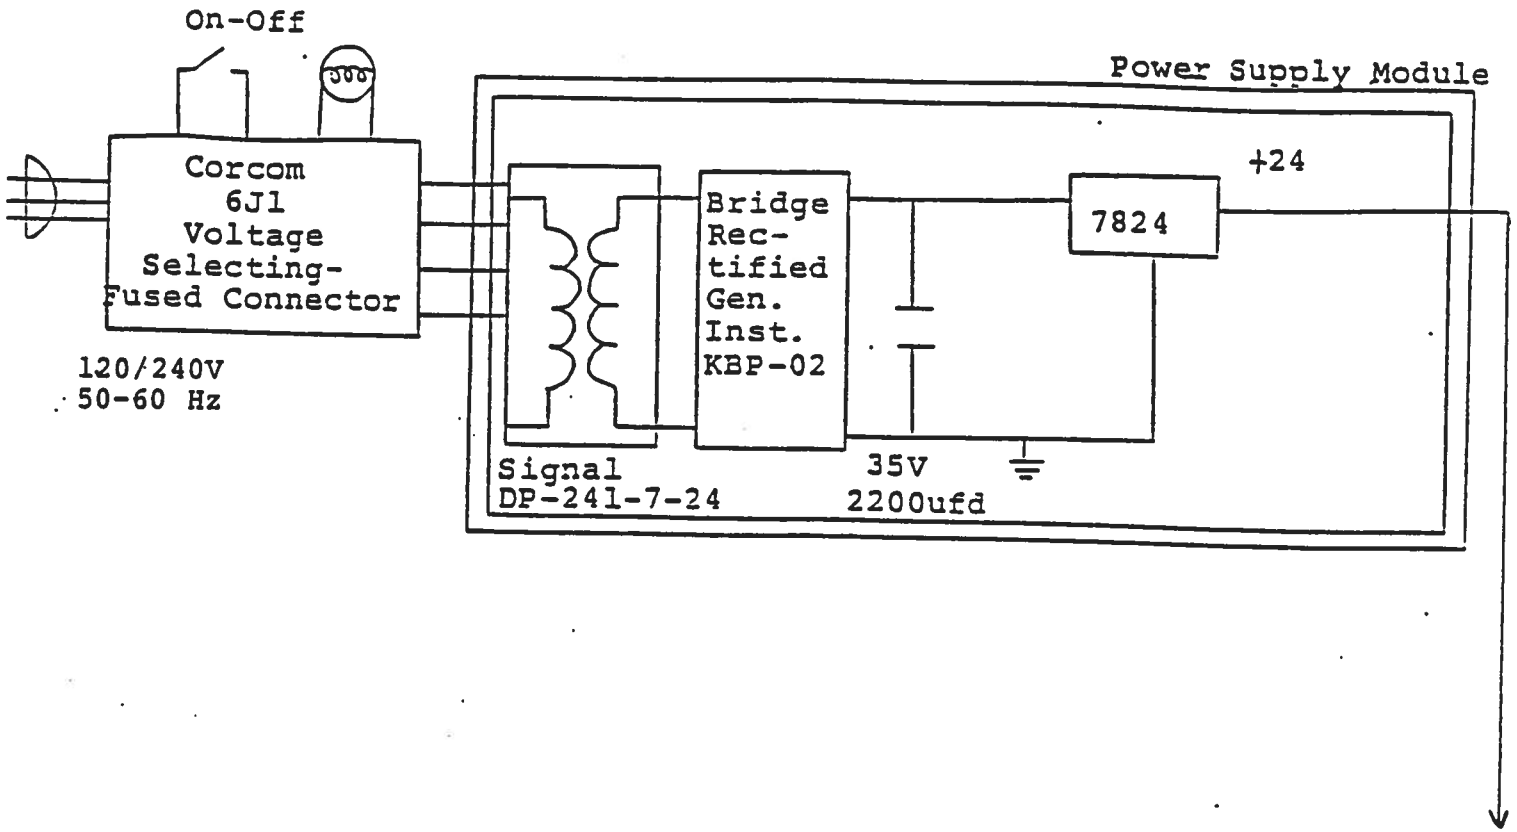 On-Off
Power Supply Module
Corcom
6J1
Voltage
Selecting-
Fused Connector
120/240V
50-60 Hz
Signal
DP-241-7-24
Bridge
Rec-
tified
Gen.
Inst.
KBP-02
35V
2200ufd
7824
+24